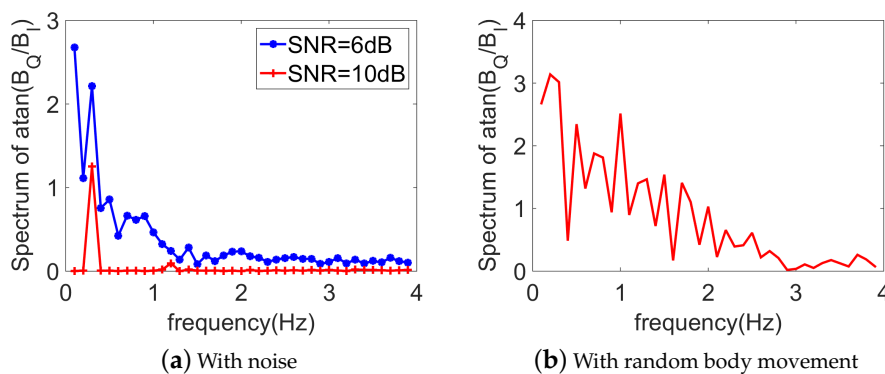 Spectrum of atan(B_Q/B_I)
3
2
1
0
SNR=6dB
SNR=10dB
0 1 2 3 4
frequency(Hz)
(a) With noise
Spectrum of atan(B_Q/B_I)
4
3
2
1
0
0 1 2 3 4
frequency(Hz)
(b) With random body movement